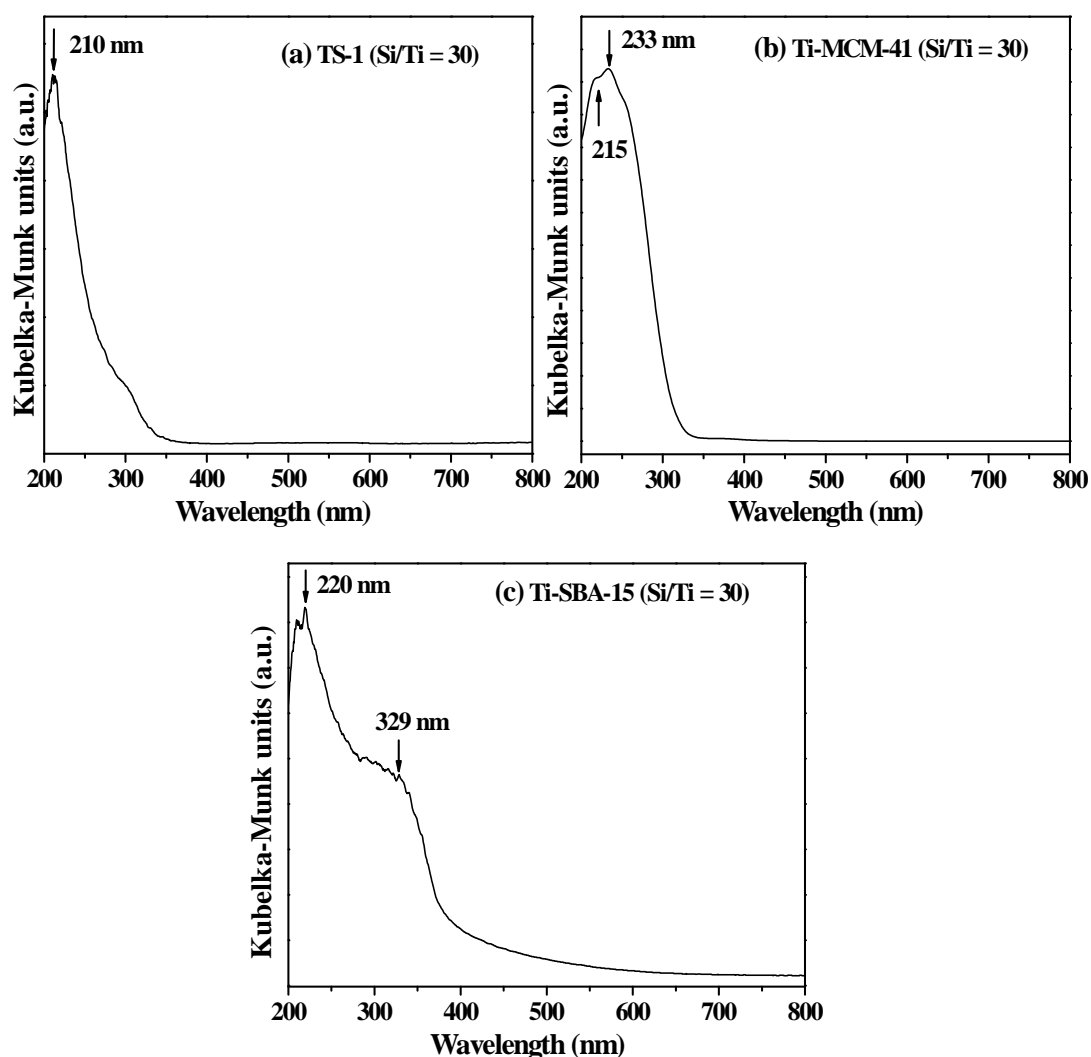 210 nm
(a) TS-1 (Si/Ti = 30)
Kubelka-Munk units (a.u.)
200 300 400 500 600 700 800
Wavelength (nm)
233 nm
(b) Ti-MCM-41 (Si/Ti = 30)
215
Kubelka-Munk units (a.u.)
200 300 400 500 600 700 800
Wavelength (nm)
220 nm
(c) Ti-SBA-15 (Si/Ti = 30)
329 nm
Kubelka-Munk units (a.u.)
200 300 400 500 600 700 800
Wavelength (nm)